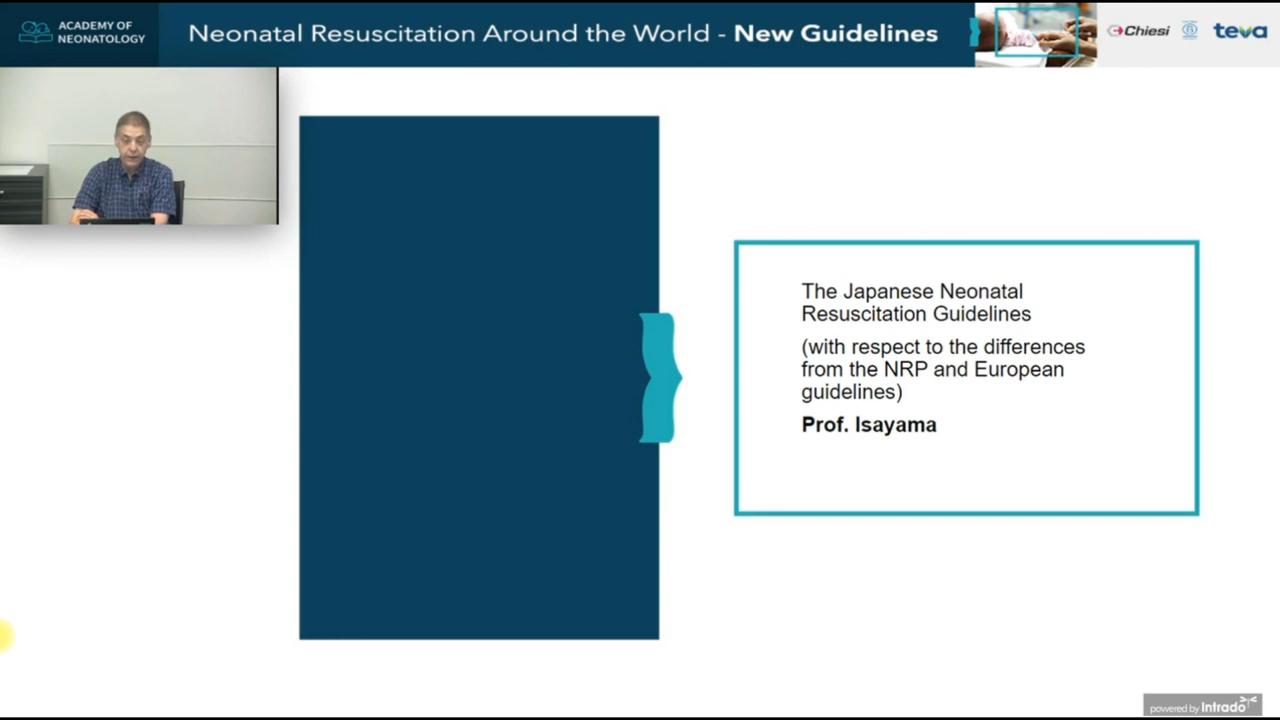 ACADEMY OF
NEONATOLOGY
Neonatal Resuscitation Around the World - New Guidelines
Chiesi
teva
The Japanese Neonatal
Resuscitation Guidelines
(with respect to the differences
from the NRP and European
guidelines)
Prof. Isayama
powered by Intrado